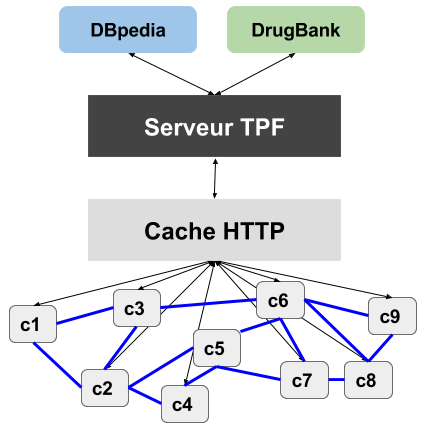 DBpedia
DrugBank
Serveur TPF
Cache HTTP
c1
c3
c6
c9
c5
c2
c4
c7
c8